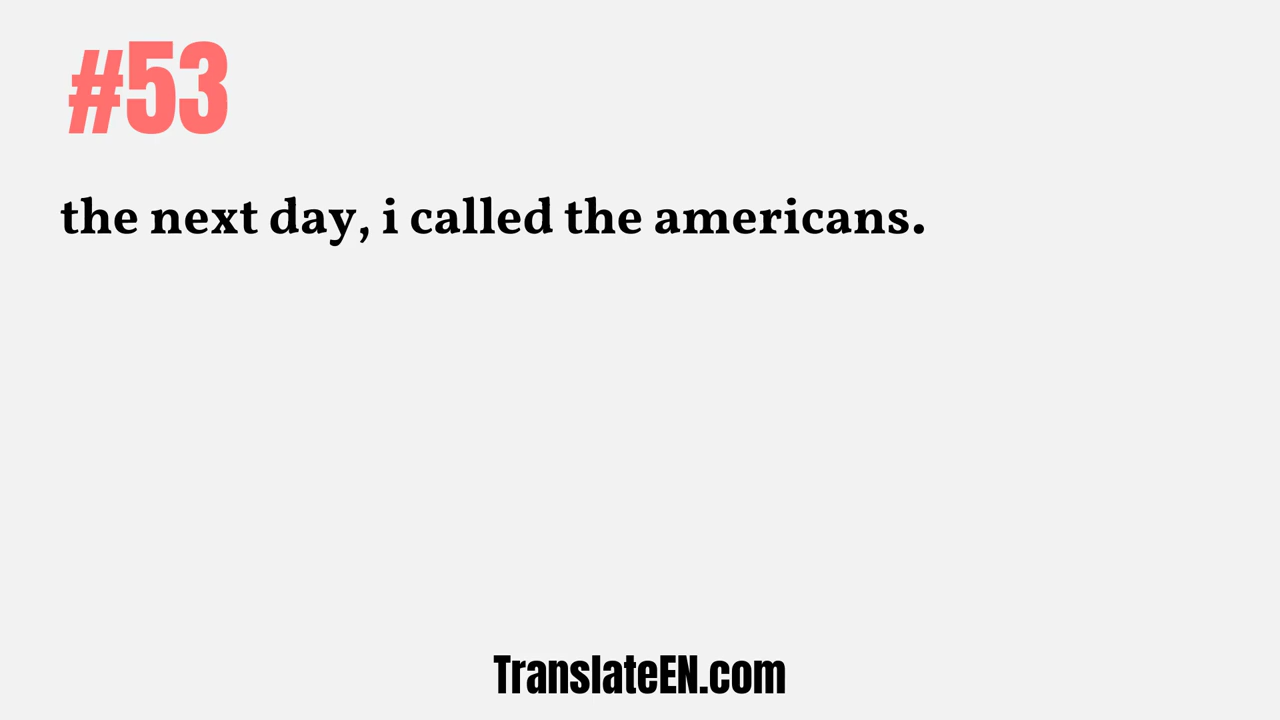 #53
the next day, i called the americans.
TranslateEN.com